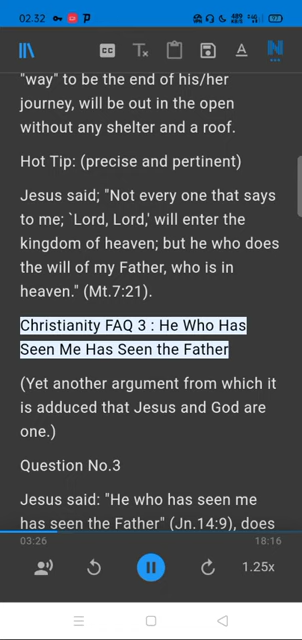 02.32
"way" to be the end of his/her
journey, will be out in the open
without any shelter and a roof.
Hot Tip: (precise and pertinent)
Jesus said; "Not every one that says
to me; `Lord, Lord,' will enter the
kingdom of heaven; but he who does
the will of my Father, who is in
heaven." (Mt.7:21).
Christianity FAQ 3 : He Who Has
Seen Me Has Seen the Father
(Yet another argument from which it
is adduced that Jesus and God are
one.)
Question No.3
Jesus said: "He who has seen me
has seen the Father" (Jn.14:9), does
03:26
18:16
1.25x